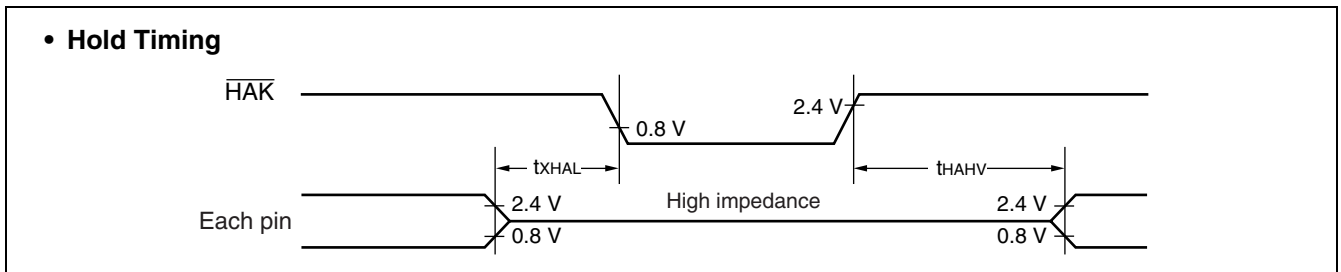 • Hold Timing
HAK
2.4 V
0.8 V
tXHAL
tHAHV
Each pin
2.4 V
High impedance
2.4 V
0.8 V
0.8 V